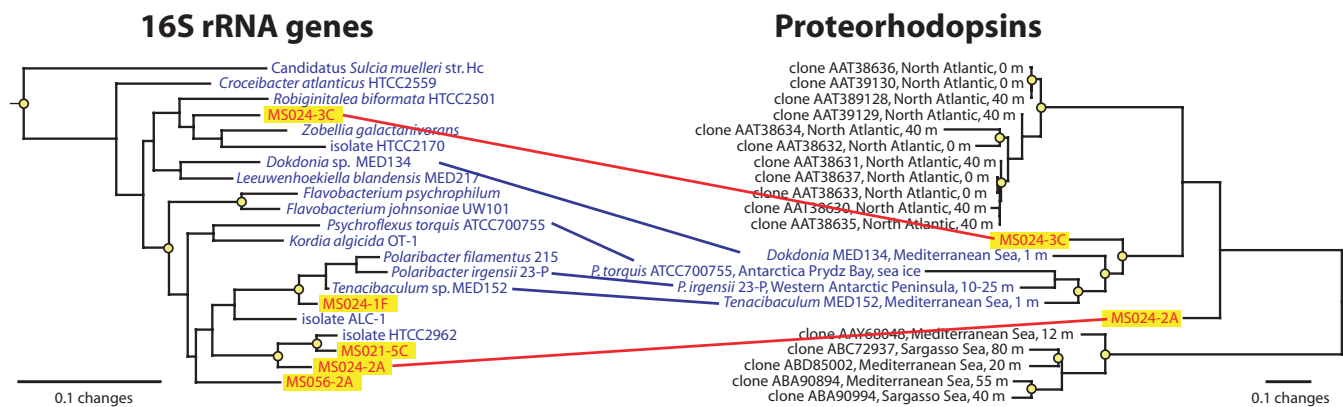 16S rRNA genes
Candidatus Sulcia muelleri str. Hc
Croceibacter atlanticus HTCC2559
Robiginitalea biformata HTCC2501
MS024-3C
Zobellia galactanivorans
isolate HTCC2170
Dokdonia sp. MED134
Leeuwenhoekiella blandensis MED217
Flavobacterium psychrophilum
Flavobacterium johnsoniae UW101
Psychroflexus torquis ATCC700755
Kordia algicida OT-1
Polaribacter filamentus 215
Polaribacter irgensii 23-P
Tenacibaculum sp. MED152
MS024-1F
isolate ALC-1
isolate HTCC2962
MS021-5C
MS024-2A
MS056-2A
0.1 changes
Proteorhodopsins
clone AAT38636, North Atlantic, 0 m
clone AAT39130, North Atlantic, 0 m
clone AAT389128, North Atlantic, 40 m
clone AAT39129, North Atlantic, 40 m
clone AAT38634, North Atlantic, 40 m
clone AAT38632, North Atlantic, 0 m
clone AAT38631, North Atlantic, 40 m
clone AAT38637, North Atlantic, 0 m
clone AAT38633, North Atlantic, 0 m
clone AAT38630, North Atlantic, 40 m
clone AAT38635, North Atlantic, 40 m
MS024-3C
Dokdonia MED134, Mediterranean Sea, 1 m
P. torquis ATCC700755, Antarctica Prydz Bay, sea ice
P. irgensii 23-P, Western Antarctic Peninsula, 10-25 m
Tenacibaculum MED152, Mediterranean Sea, 1 m
MS024-2A
clone AAY68048, Mediterranean Sea, 12 m
clone ABC72937, Sargasso Sea, 80 m
clone ABD85002, Mediterranean Sea, 20 m
clone ABA90894, Mediterranean Sea, 55 m
clone ABA90994, Sargasso Sea, 40 m
0.1 changes